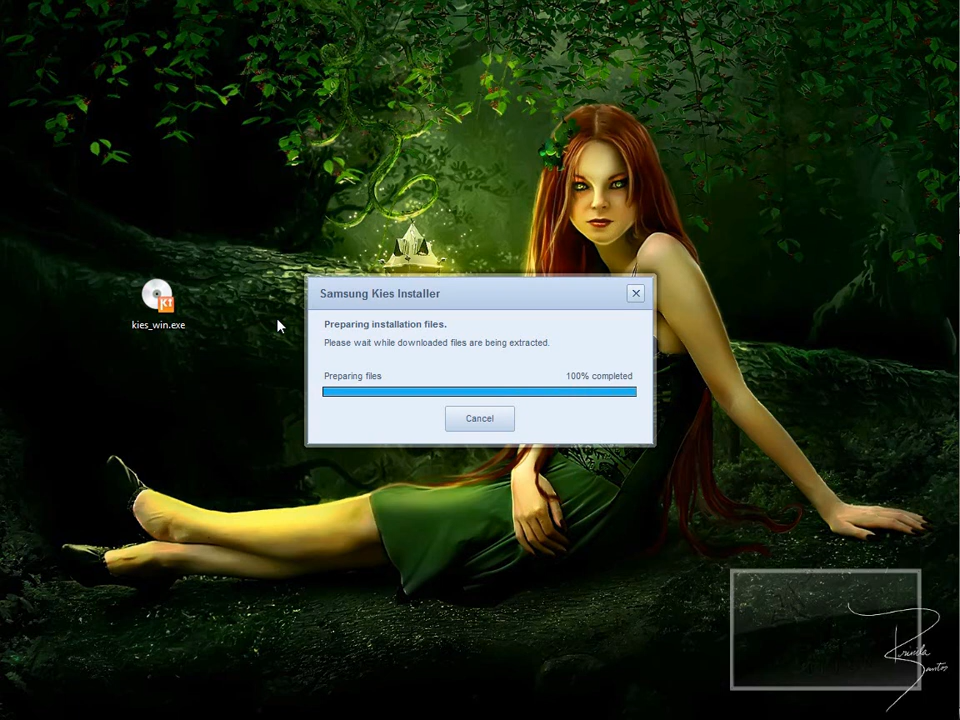 Samsung Kies Installer
Preparing installation files.
Please wait while downloaded files are being extracted.
kies_win.exe
Preparing files 100% completed
Cancel